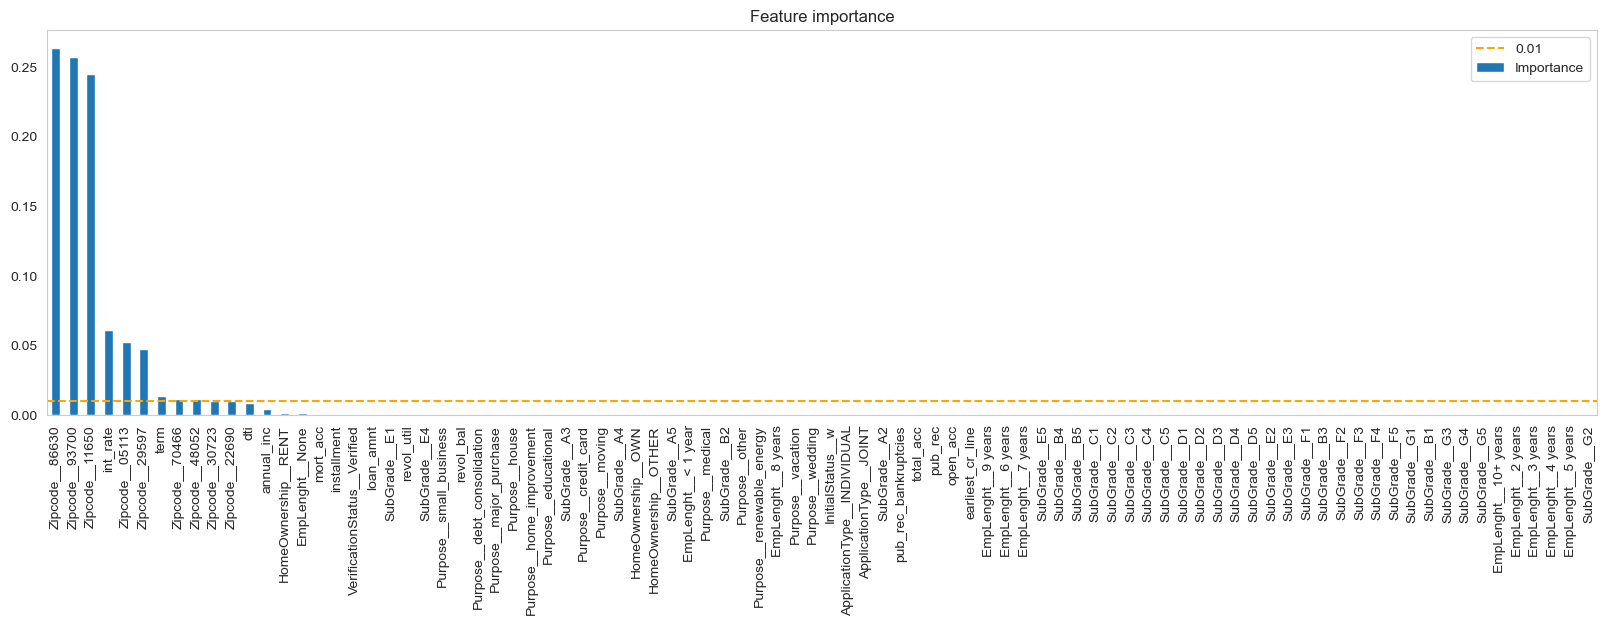 Feature importance
0.01
Importance
0.25
0.20
0.15
0.10
0.05
0.00
Zipcode__86630
Zipcode__93700
Zipcode__11650
int_rate
Zipcode__05113
Zipcode__29597
term
Zipcode__70466
Zipcode__48052
Zipcode__30723
Zipcode__22690
dti
annual_inc
HomeOwnership__RENT
EmpLenght__None
mort_acc
installment
VerificationStatus__Verified
loan_amnt
SubGrade__E1
revol_util
SubGrade__E4
Purpose__small_business
revol_bal
Purpose__debt_consolidation
Purpose__major_purchase
Purpose__house
Purpose__home_improvement
Purpose__educational
SubGrade__A3
Purpose__credit_card
Purpose__moving
SubGrade__A4
HomeOwnership__OWN
HomeOwnership__OTHER
SubGrade__A5
EmpLenght__< 1 year
Purpose__medical
SubGrade__B2
Purpose__other
Purpose__renewable_energy
EmpLenght__8 years
Purpose__vacation
Purpose__wedding
InitialStatus__w
ApplicationType__INDIVIDUAL
ApplicationType__JOINT
SubGrade__A2
pub_rec_bankruptcies
total_acc
pub_rec
open_acc
earliest_cr_line
EmpLenght__9 years
EmpLenght__6 years
EmpLenght__7 years
SubGrade__E5
SubGrade__B4
SubGrade__B5
SubGrade__C1
SubGrade__C2
SubGrade__C3
SubGrade__C4
SubGrade__C5
SubGrade__D1
SubGrade__D2
SubGrade__D3
SubGrade__D4
SubGrade__D5
SubGrade__E2
SubGrade__E3
SubGrade__F1
SubGrade__B3
SubGrade__F2
SubGrade__F3
SubGrade__F4
SubGrade__F5
SubGrade__G1
SubGrade__B1
SubGrade__G3
SubGrade__G4
SubGrade__G5
EmpLenght__10+ years
EmpLenght__2 years
EmpLenght__3 years
EmpLenght__4 years
EmpLenght__5 years
SubGrade__G2